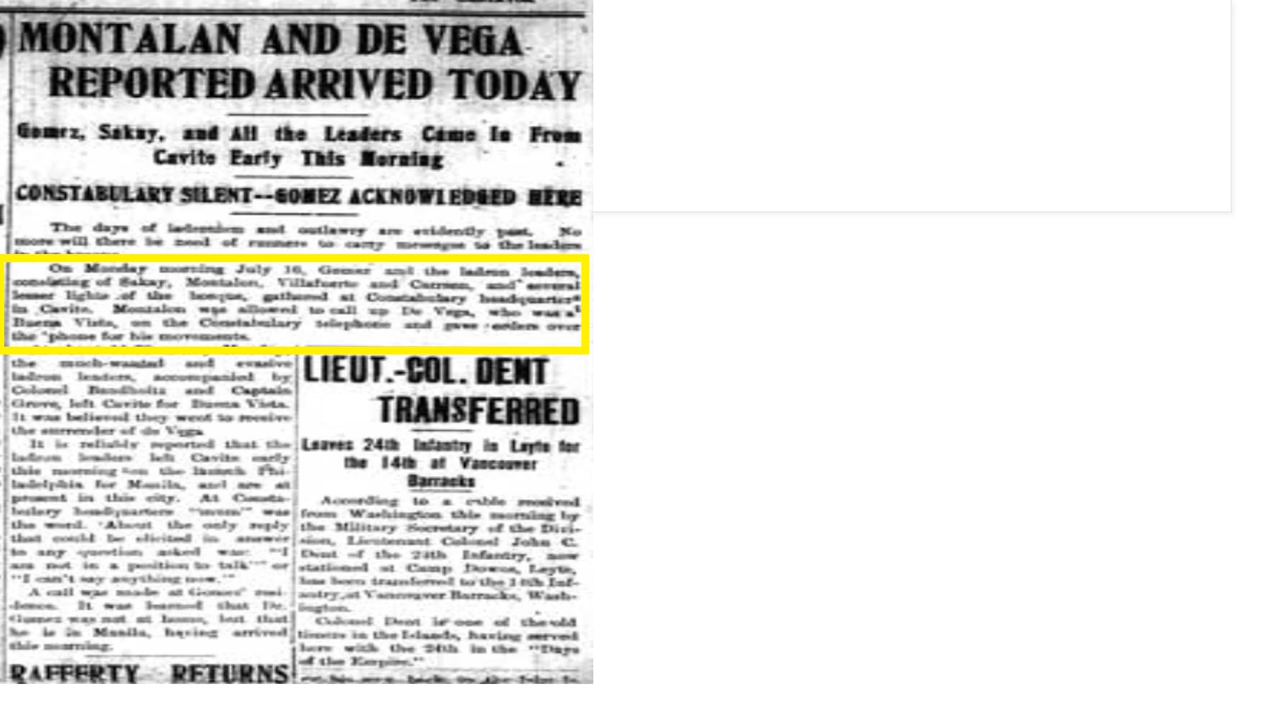 MONTALAN AND DE VEGA
REPORTED ARRIVED TODAY
Gomez, Sakay, and All the Leaders Came In From
Cavite Early This Morning
CONSTABULARY SILENT--GOMEZ ACKNOWLEDGED HERE
The days of ladronism and outlawry are evidently past. No
more will there be need of runners to carry messages to the leaders
On Monday morning July 16, Gomez and the ladron leaders,
consisting of Sakay, Montalon, Villafuerte and Carreon, and several
lesser lights of the bosque, gathered at Constabulary headquarters
in Cavite. Montalon was allowed to call up De Vega, who was at
Buena Vista, on the Constabulary telephone and gave orders over
the 'phone for his movements.
the much-wanted and evasive
ladron leaders, accompanied by
Colonel Bandholtz and Captain
Grove, left Cavite for Buena Vista.
It was believed they went to receive
the surrender of de Vega.
It is reliably reported that the
ladron leaders left Cavite early
this morning on the launch Phi-
ladelphia for Manila, and are at
present in this city. At Consta-
bulary headquarters "mum" was
the word. About the only reply
that could be elicited in answer
to any question asked was: "I
am not in a position to talk" or
"I can't say anything now."
A call was made at Gomez' resi-
dence. It was learned that Dr.
Gomez was not at home, but that
he is in Manila, having arrived
this morning.
RAFFERTY RETURNS
LIEUT.-COL. DENT
TRANSFERRED
Leaves 24th Infantry in Leyte for
the 14th at Vancouver
Barracks
According to a cable received
from Washington this morning by
the Military Secretary of the Divi-
sion, Lieutenant Colonel John C.
Dent of the 24th Infantry, now
stationed at Camp Downs, Leyte,
has been transferred to the 14th Inf-
antry, at Vancouver Barracks, Wash-
ington.
Colonel Dent is one of the old
timers in the Islands, having served
here with the 24th in the "Days
of the Empire."